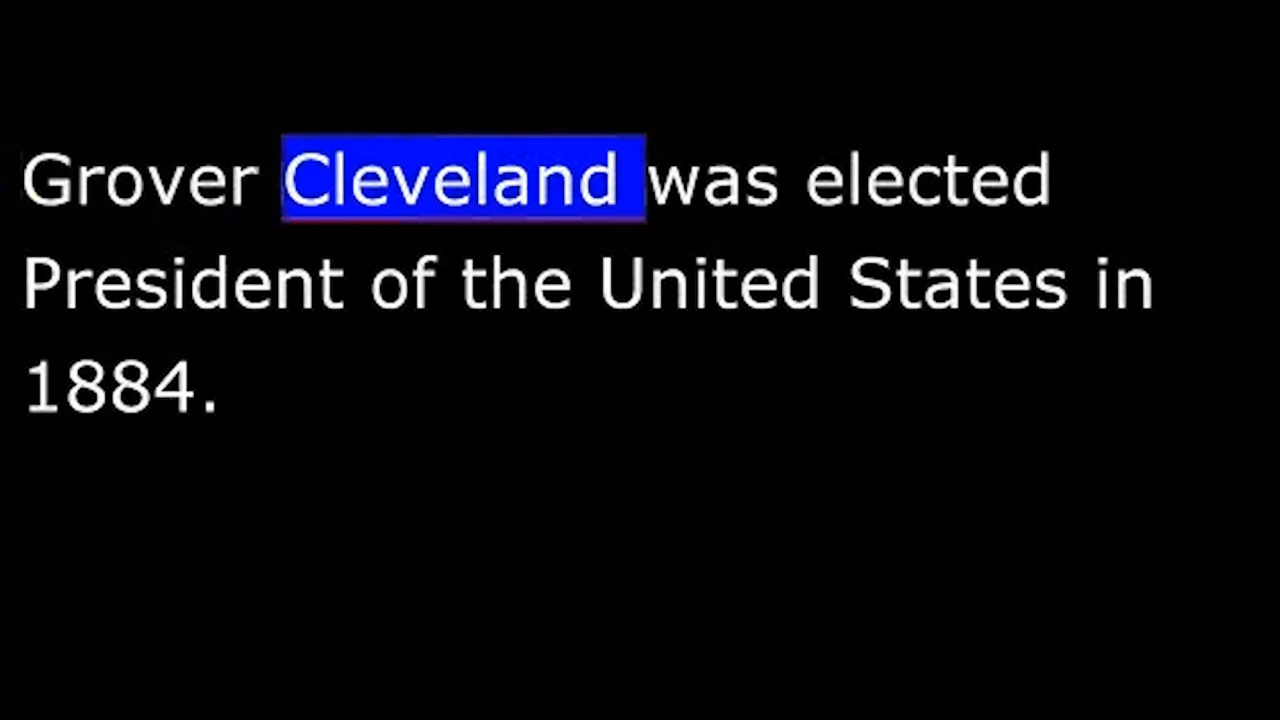 Grover Cleveland was elected
President of the United States in
1884.